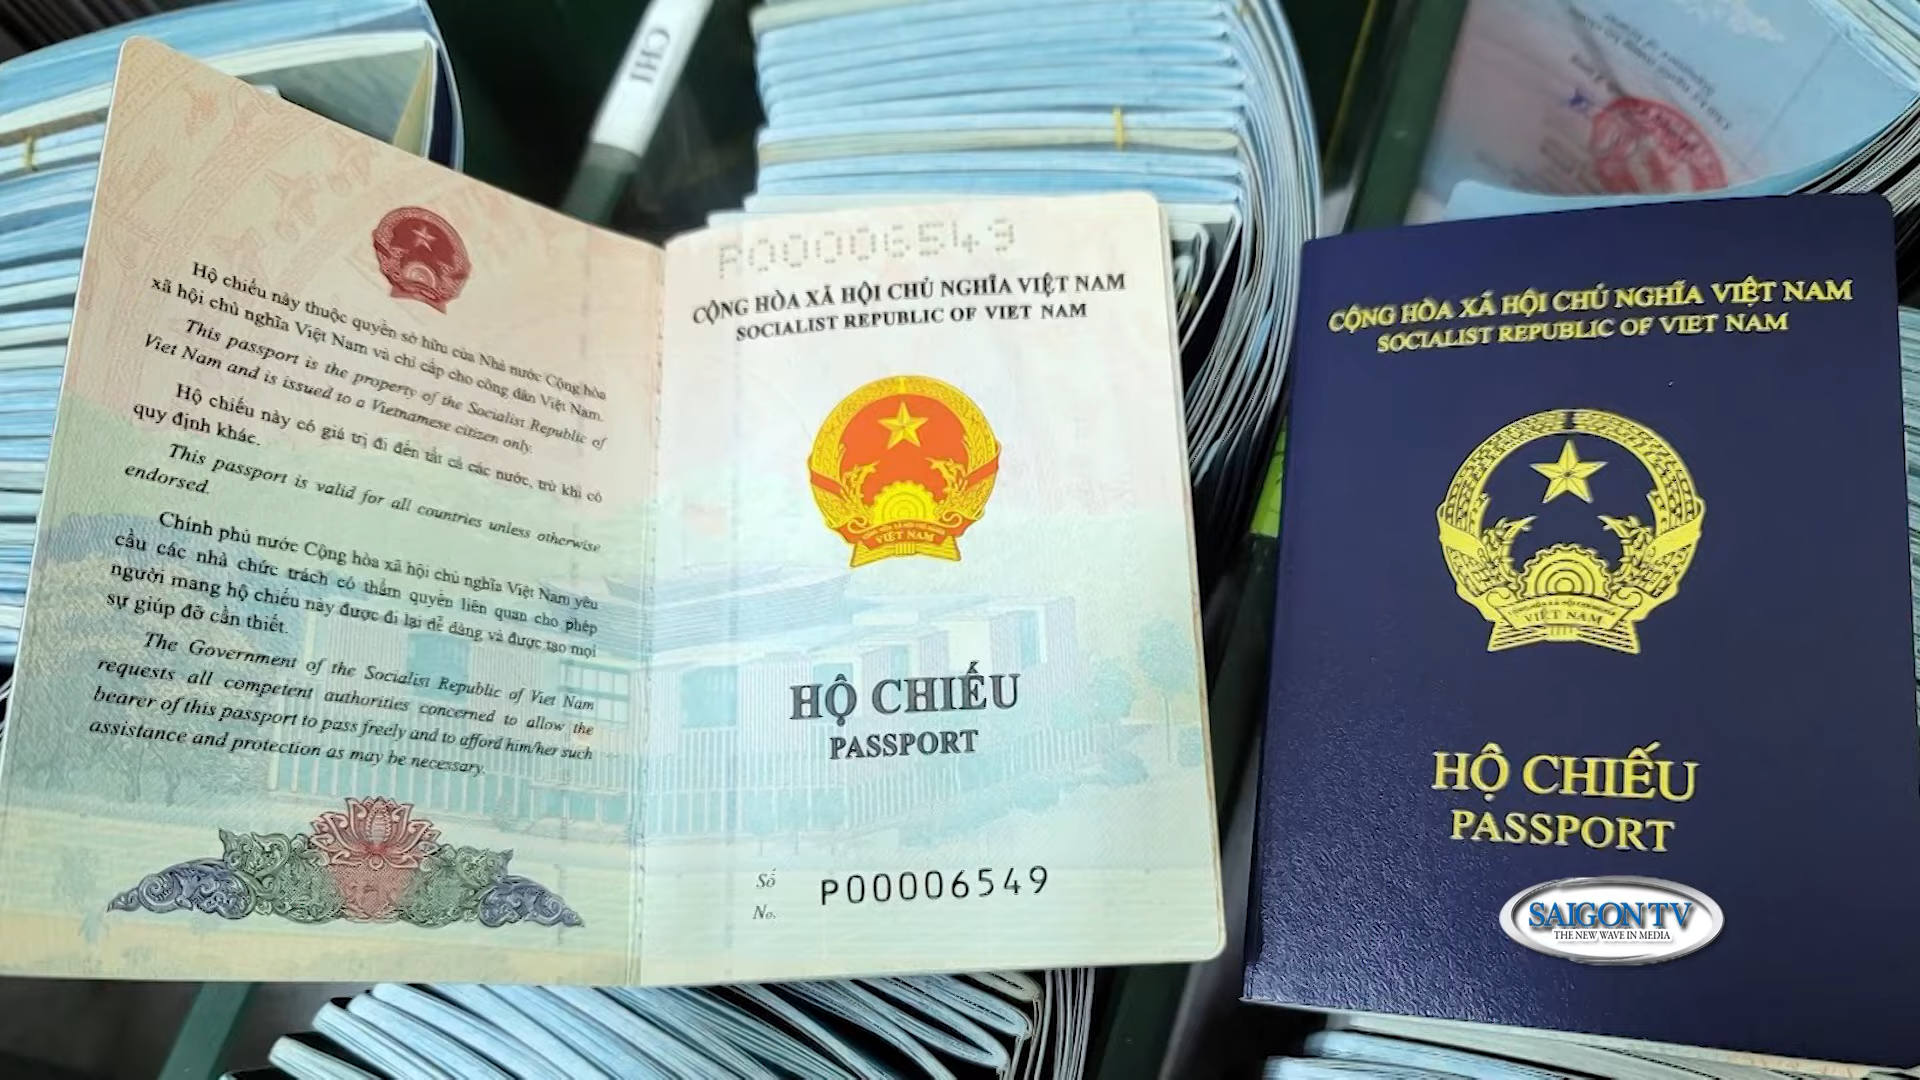 CHI
Hộ chiếu này thuộc quyền sở hữu của Nhà nước Cộng hòa
xã hội chủ nghĩa Việt Nam và chỉ cấp cho công dân Việt Nam.
This passport is the property of the Socialist Republic of
Viet Nam and is issued to a Vietnamese citizen only.
Hộ chiếu này có giá trị đi đến tất cả các nước, trừ khi có
quy định khác.
This passport is valid for all countries unless otherwise
endorsed.
Chính phủ nước Cộng hòa xã hội chủ nghĩa Việt Nam yêu
cầu các nhà chức trách có thẩm quyền liên quan cho phép
người mang hộ chiếu này được đi lại dễ dàng và được tạo mọi
sự giúp đỡ cần thiết.
The Government of the Socialist Republic of Viet Nam
requests all competent authorities concerned to allow the
bearer of this passport to pass freely and to afford him/her such
assistance and protection as may be necessary.
P00006549
CỘNG HÒA XÃ HỘI CHỦ NGHĨA VIỆT NAM
SOCIALIST REPUBLIC OF VIET NAM
VIỆT NAM
HỘ CHIẾU
PASSPORT
Số
No.
P00006549
CỘNG HÒA XÃ HỘI CHỦ NGHĨA VIỆT NAM
SOCIALIST REPUBLIC OF VIET NAM
VIỆT NAM
HỘ CHIẾU
PASSPORT
SAIGON TV
THE NEW WAVE IN MEDIA